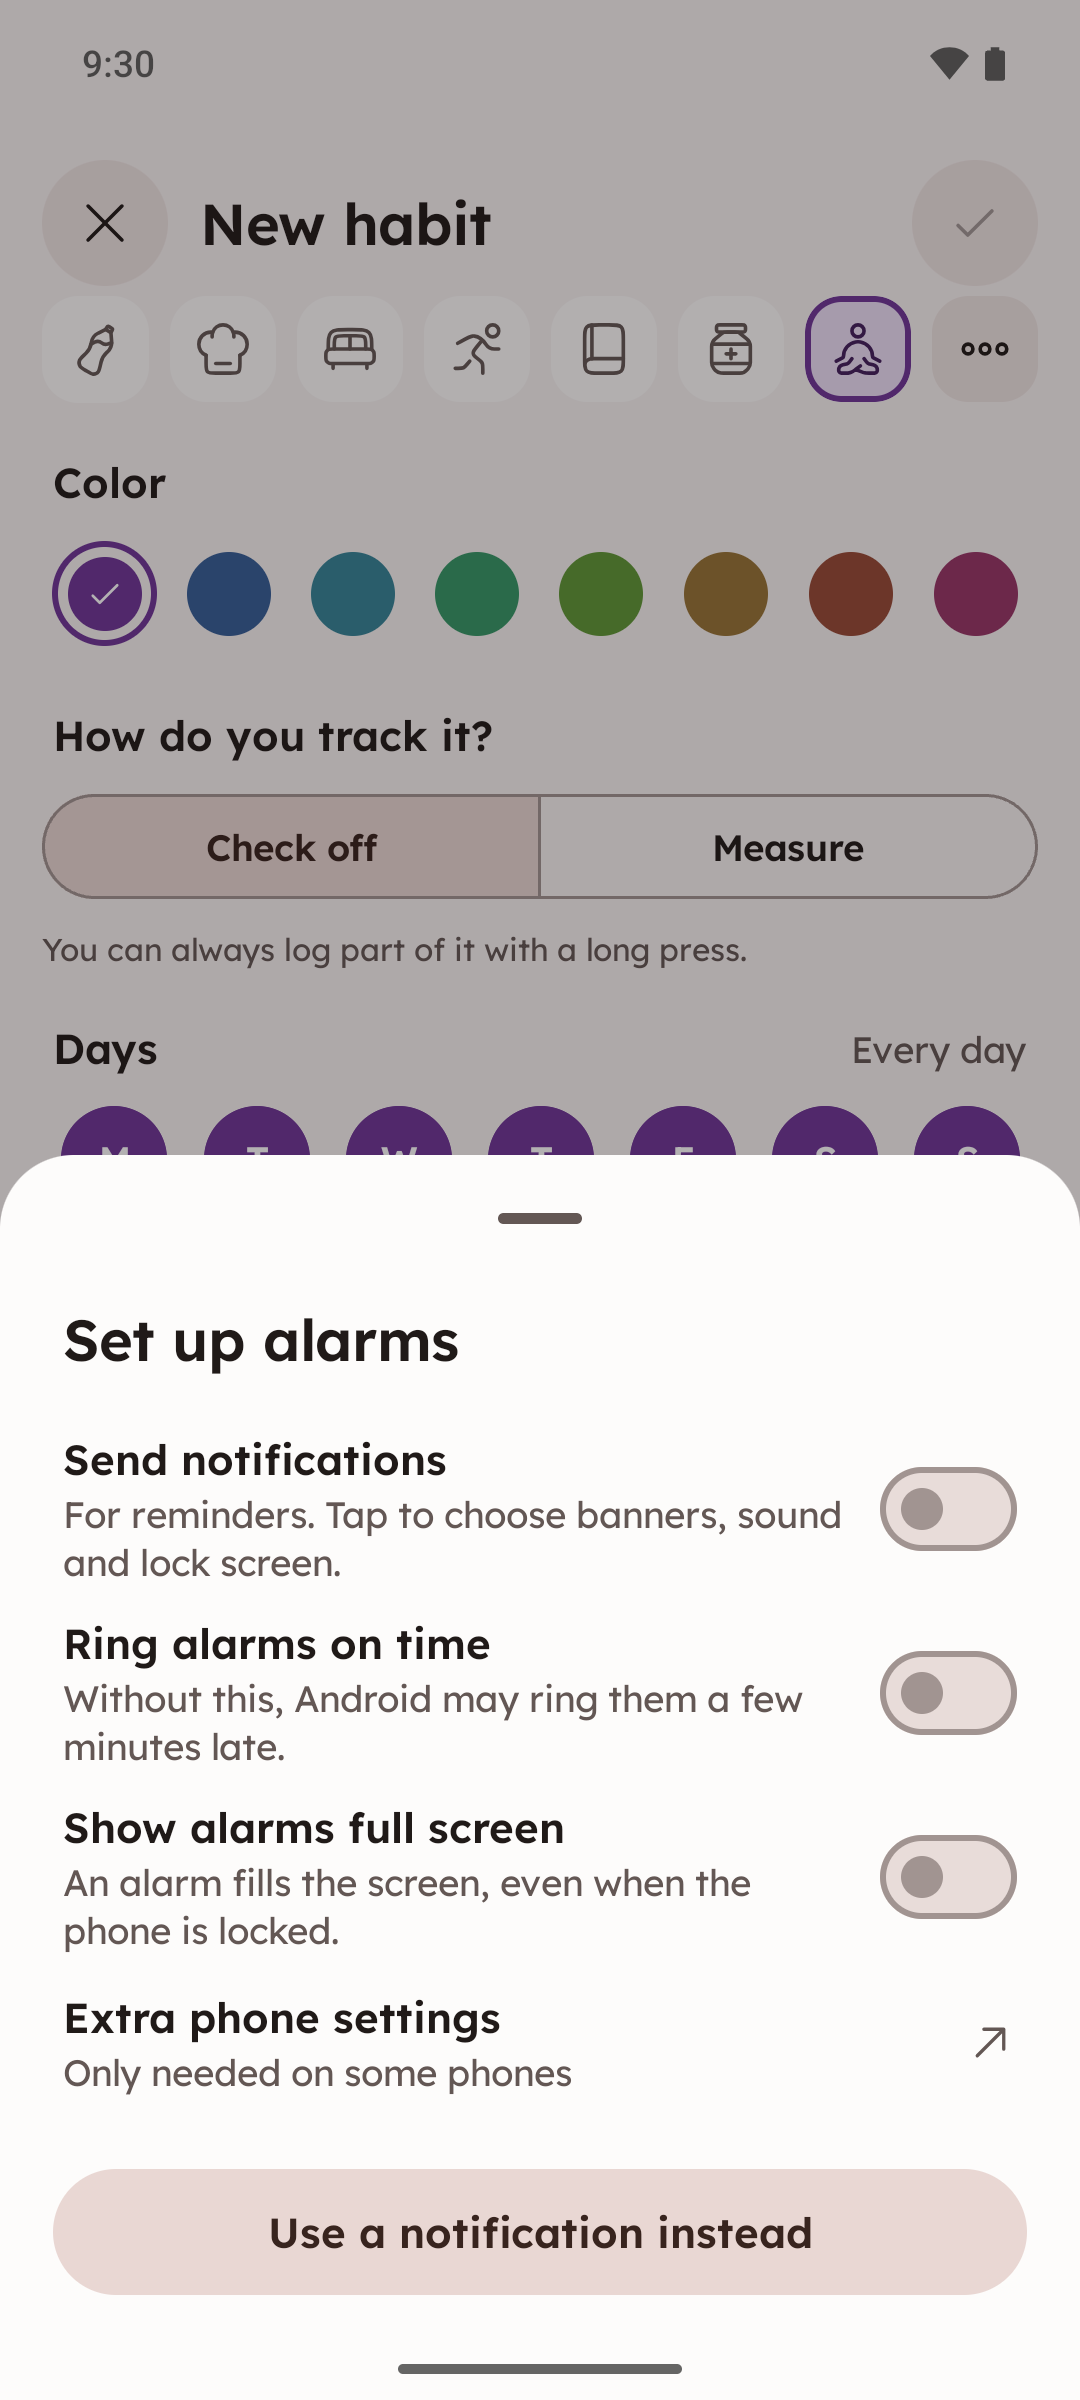 9:30
New habit
Color
How do you track it?
Check off
Measure
You can always log part of it with a long press.
Days
Every day
M T W T F S S
Set up alarms
Send notifications
For reminders. Tap to choose banners, sound
and lock screen.
Ring alarms on time
Without this, Android may ring them a few
minutes late.
Show alarms full screen
An alarm fills the screen, even when the
phone is locked.
Extra phone settings
Only needed on some phones
Use a notification instead